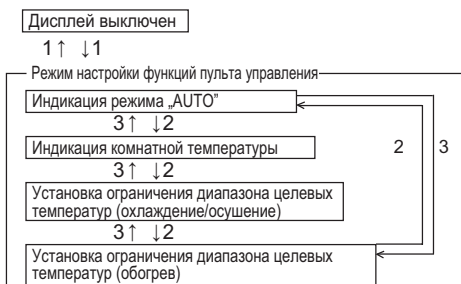 Дисплей выключен
1↑ ↓1
Режим настройки функций пульта управления
Индикация режима „AUTO”
3↑ ↓2
Индикация комнатной температуры
2 3
3↑ ↓2
Установка ограничения диапазона целевых
температур (охлаждение/осушение)
3↑ ↓2
Установка ограничения диапазона целевых
температур (обогрев)